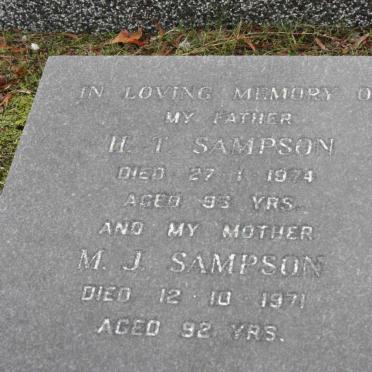 IN LOVING MEMORY O
MY FATHER
H. T. SAMPSON
DIED 27 · 1 · 1974
AGED 93 YRS.
AND MY MOTHER
M. J. SAMPSON
DIED 12 · 10 · 1971
AGED 92 YRS.